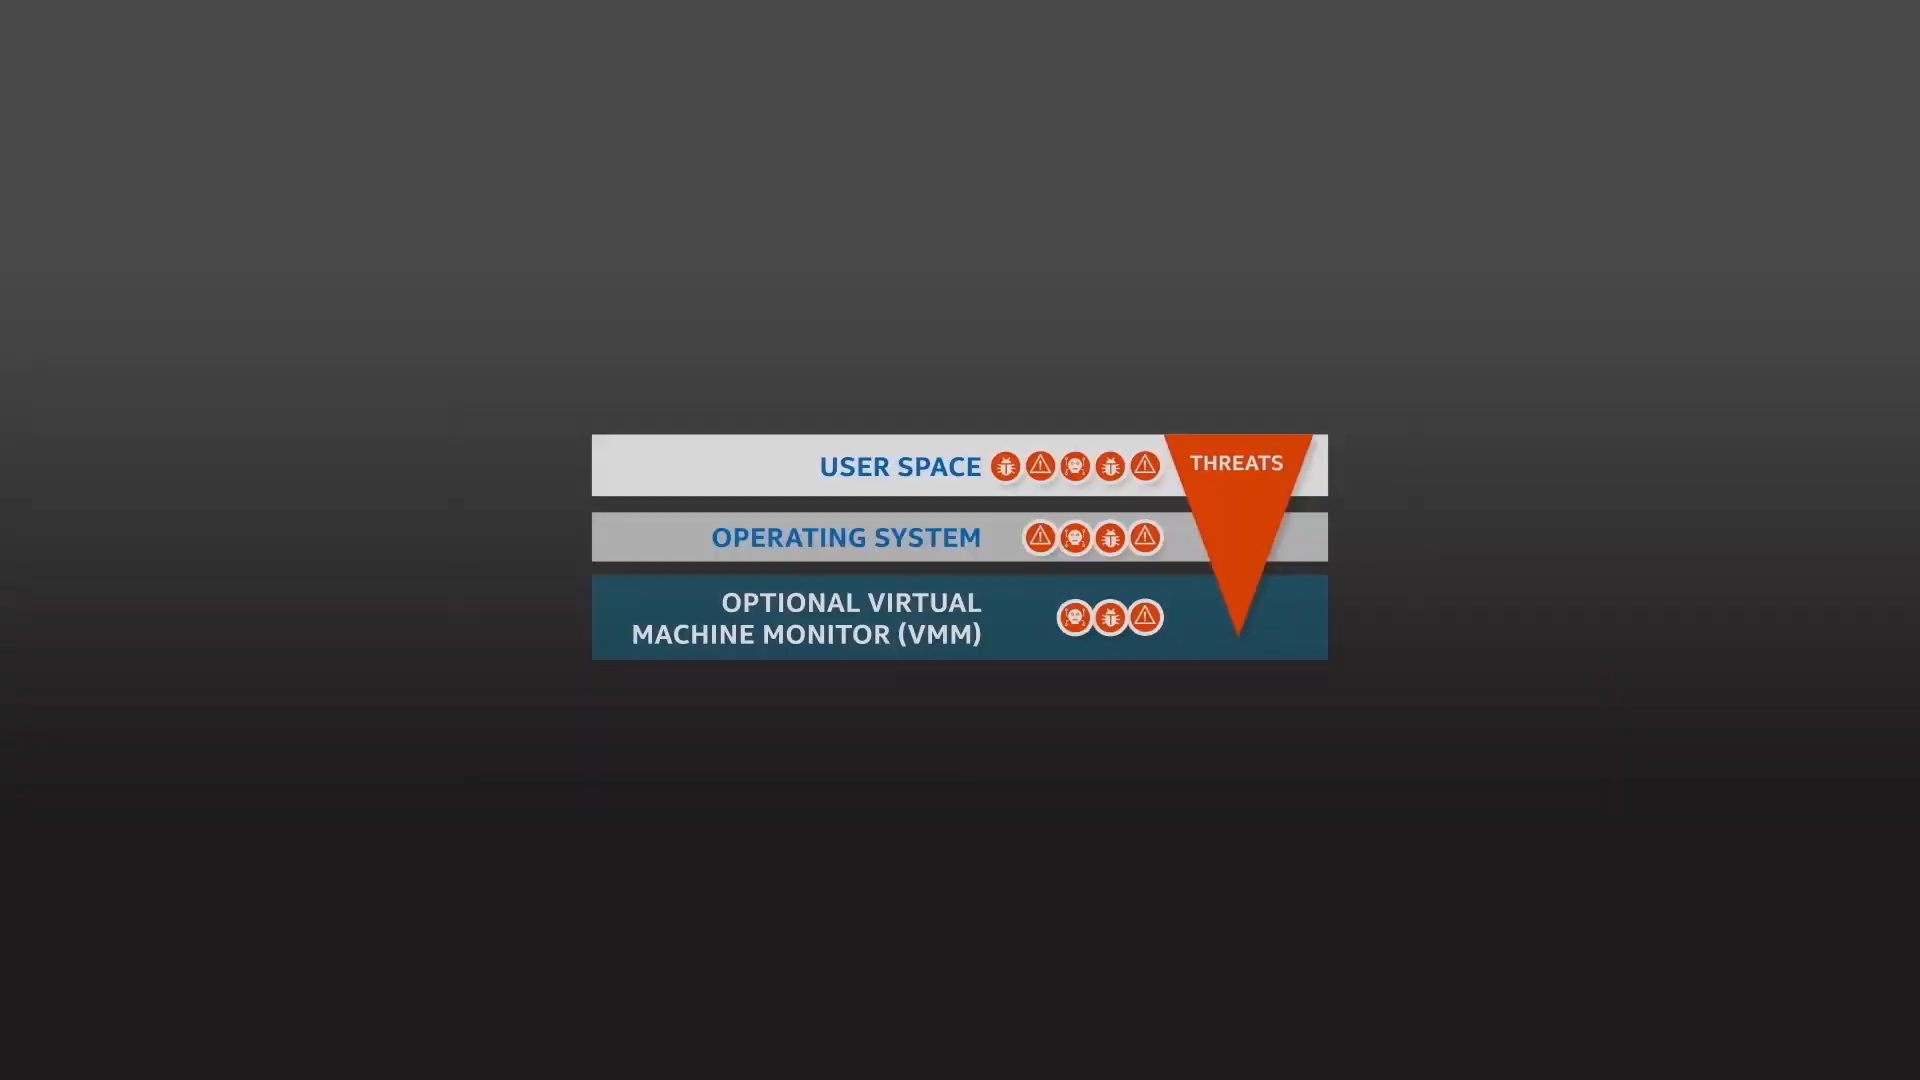 USER SPACE
THREATS
OPERATING SYSTEM
OPTIONAL VIRTUAL
MACHINE MONITOR (VMM)